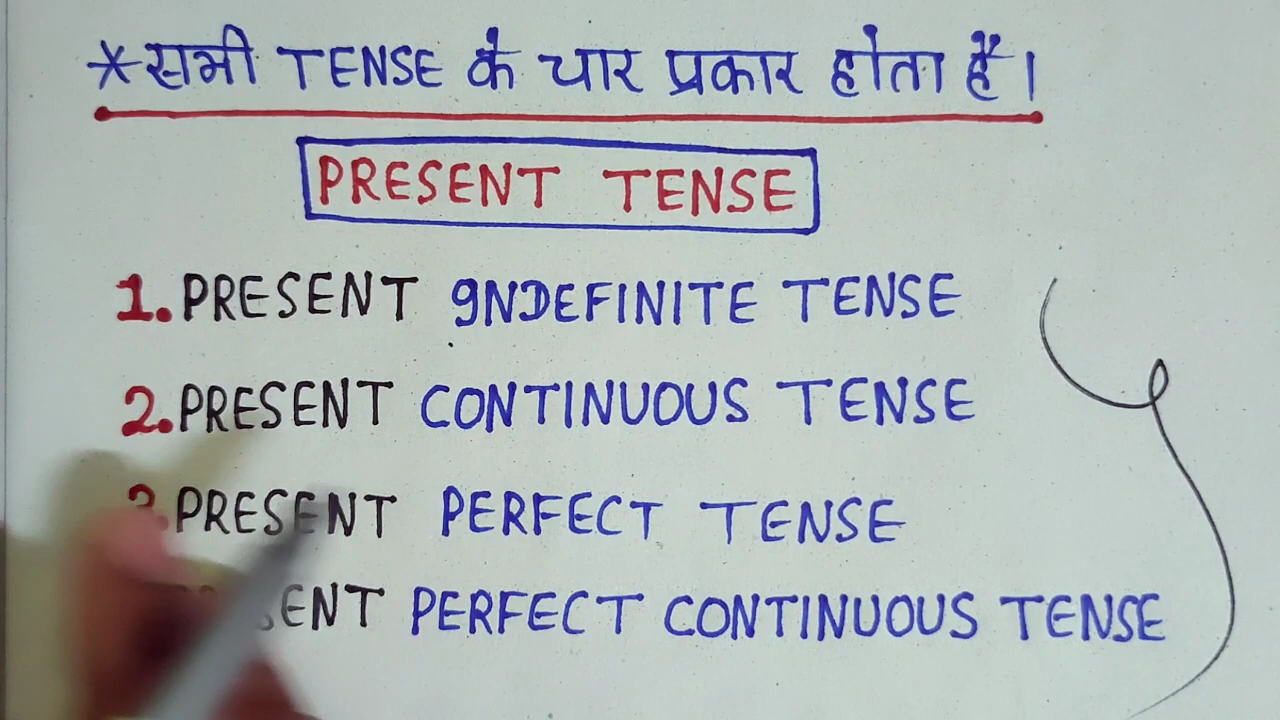 *सभी TENSE के चार प्रकार होता है।
PRESENT TENSE
1. PRESENT INDEFINITE TENSE
2. PRESENT CONTINUOUS TENSE
3. PRESENT PERFECT TENSE
PERFECT CONTINUOUS TENSE